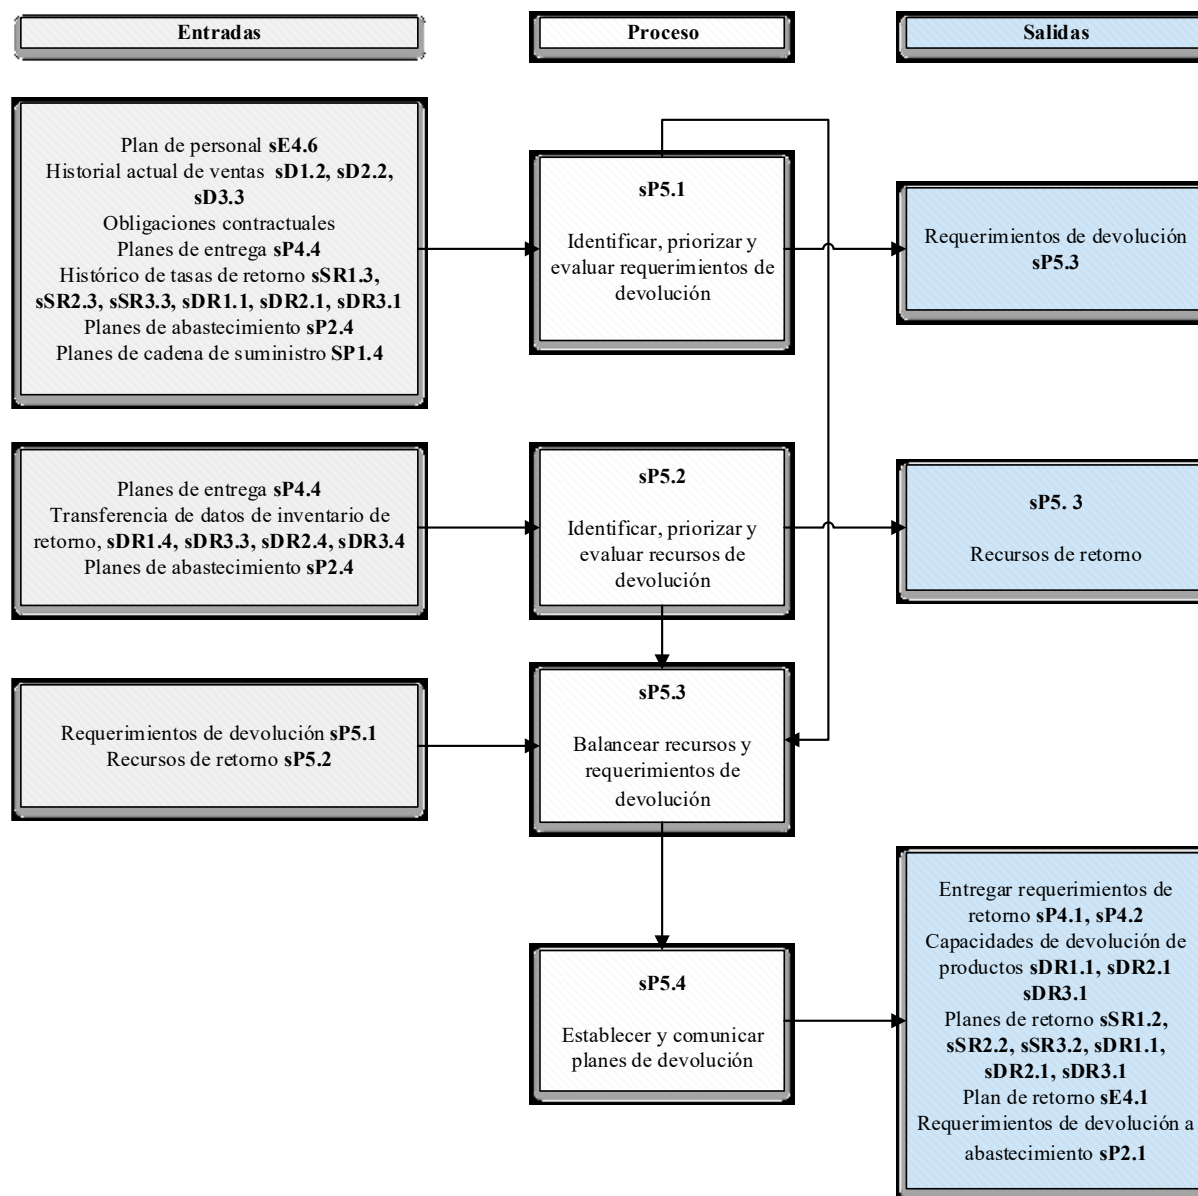 Entradas
Proceso
Salidas
Plan de personal sE4.6
Historial actual de ventas sD1.2, sD2.2,
sD3.3
Obligaciones contractuales
Planes de entrega sP4.4
Histórico de tasas de retorno sSR1.3,
sSR2.3, sSR3.3, sDR1.1, sDR2.1, sDR3.1
Planes de abastecimiento sP2.4
Planes de cadena de suministro SP1.4
sP5.1
Identificar, priorizar y
evaluar requerimientos de
devolución
Requerimientos de devolución
sP5.3
Planes de entrega sP4.4
Transferencia de datos de inventario de
retorno, sDR1.4, sDR3.3, sDR2.4, sDR3.4
Planes de abastecimiento sP2.4
sP5.2
Identificar, priorizar y
evaluar recursos de
devolución
sP5. 3
Recursos de retorno
Requerimientos de devolución sP5.1
Recursos de retorno sP5.2
sP5.3
Balancear recursos y
requerimientos de
devolución
sP5.4
Establecer y comunicar
planes de devolución
Entregar requerimientos de
retorno sP4.1, sP4.2
Capacidades de devolución de
productos sDR1.1, sDR2.1
sDR3.1
Planes de retorno sSR1.2,
sSR2.2, sSR3.2, sDR1.1,
sDR2.1, sDR3.1
Plan de retorno sE4.1
Requerimientos de devolución a
abastecimiento sP2.1